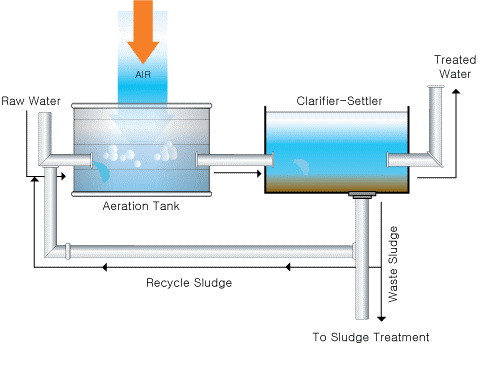 AIR
Treated
Water
Raw Water
Clarifier-Settler
Aeration Tank
Waste Sludge
Recycle Sludge
To Sludge Treatment